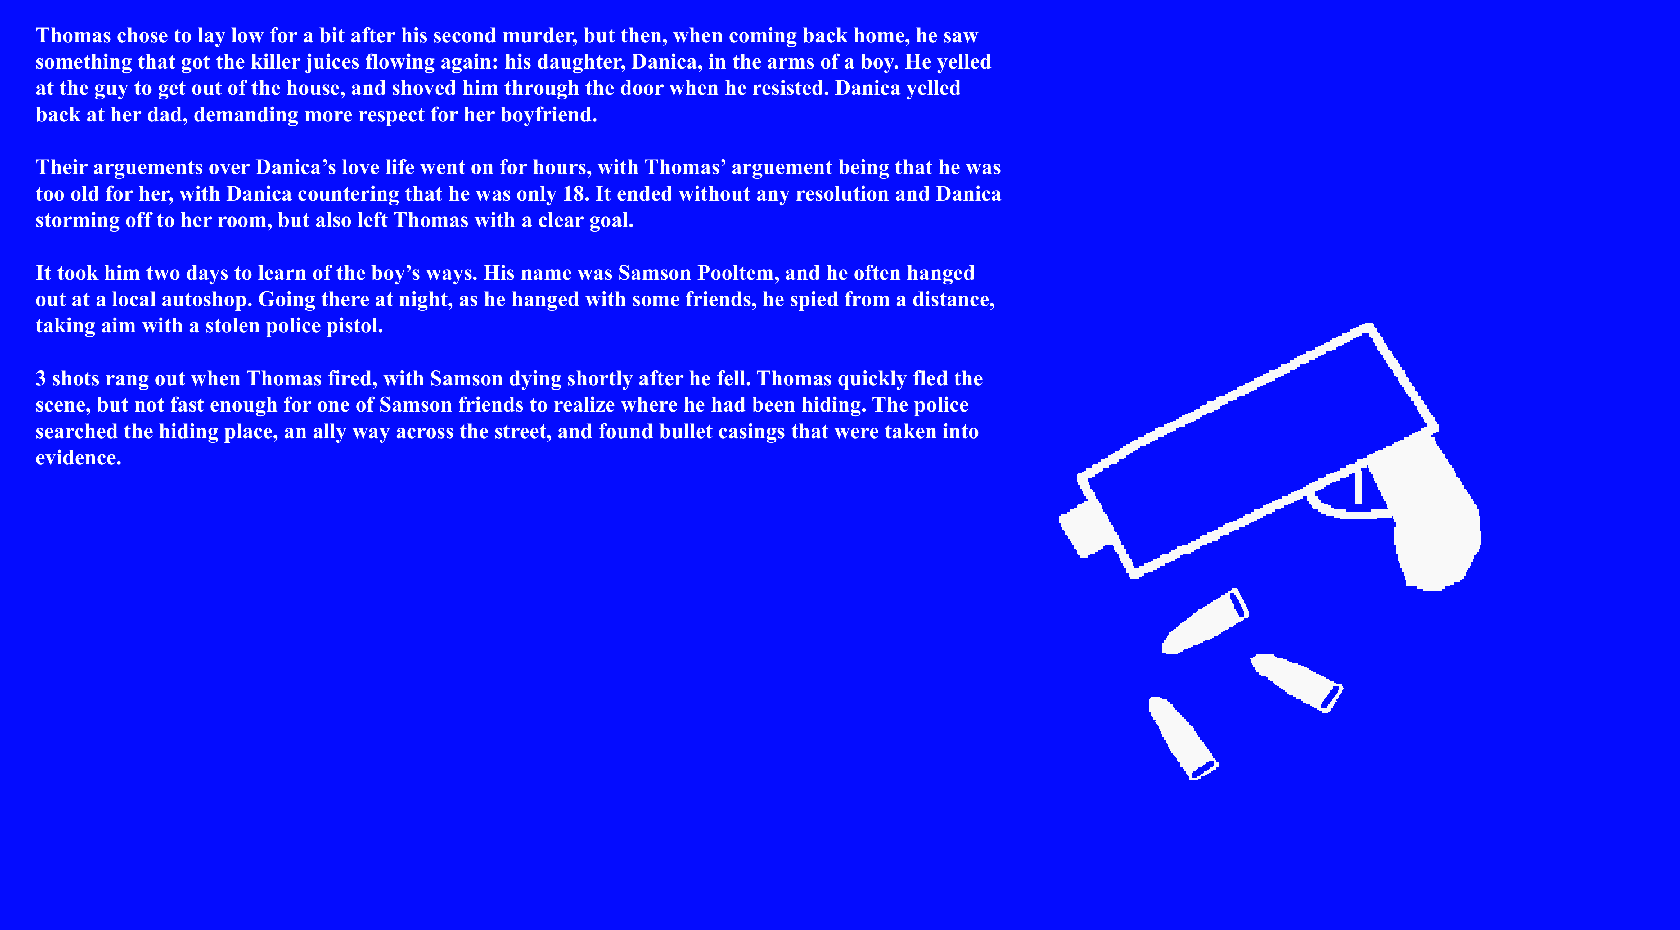 Thomas chose to lay low for a bit after his second murder, but then, when coming back home, he saw
something that got the killer juices flowing again: his daughter, Danica, in the arms of a boy. He yelled
at the guy to get out of the house, and shoved him through the door when he resisted. Danica yelled
back at her dad, demanding more respect for her boyfriend.
Their arguements over Danica’s love life went on for hours, with Thomas’ arguement being that he was
too old for her, with Danica countering that he was only 18. It ended without any resolution and Danica
storming off to her room, but also left Thomas with a clear goal.
It took him two days to learn of the boy’s ways. His name was Samson Pooltem, and he often hanged
out at a local autoshop. Going there at night, as he hanged with some friends, he spied from a distance,
taking aim with a stolen police pistol.
3 shots rang out when Thomas fired, with Samson dying shortly after he fell. Thomas quickly fled the
scene, but not fast enough for one of Samson friends to realize where he had been hiding. The police
searched the hiding place, an ally way across the street, and found bullet casings that were taken into
evidence.